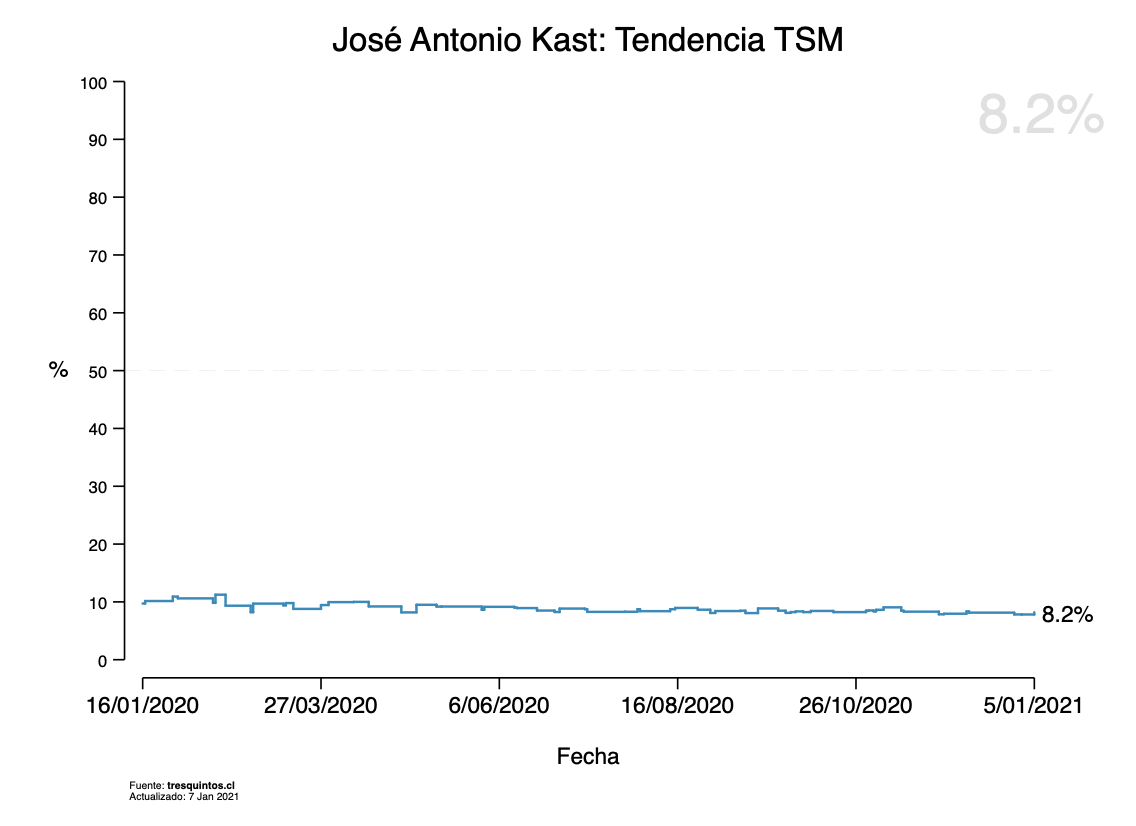 José Antonio Kast: Tendencia TSM
8.2%
100
90
80
70
60
50
40
30
20
10
0
%
8.2%
16/01/2020 27/03/2020 6/06/2020 16/08/2020 26/10/2020 5/01/2021
Fecha
Fuente: tresquintos.cl
Actualizado: 7 Jan 2021